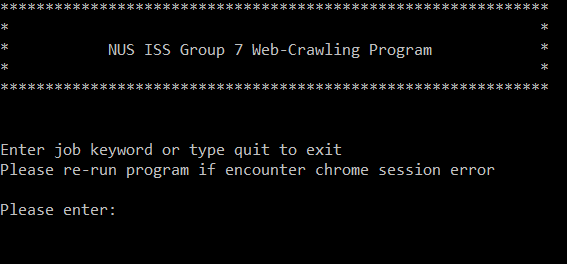 *************************************************************
*                                                           *
*           NUS ISS Group 7 Web-Crawling Program            *
*                                                           *
*************************************************************
Enter job keyword or type quit to exit
Please re-run program if encounter chrome session error
Please enter: